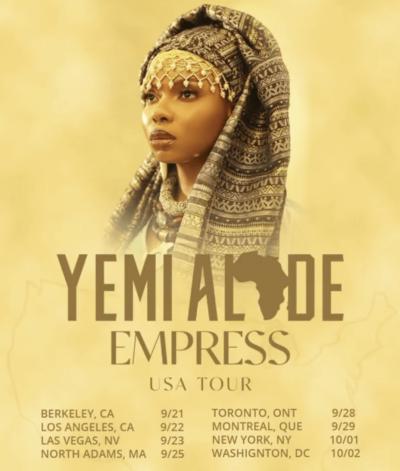 YEMI ALADE
EMPRESS
USA TOUR
BERKELEY, CA 9/21
LOS ANGELES, CA 9/22
LAS VEGAS, NV 9/23
NORTH ADAMS, MA 9/25
TORONTO, ONT 9/28
MONTREAL, QUE 9/29
NEW YORK, NY 10/01
WASHIGNTON, DC 10/02